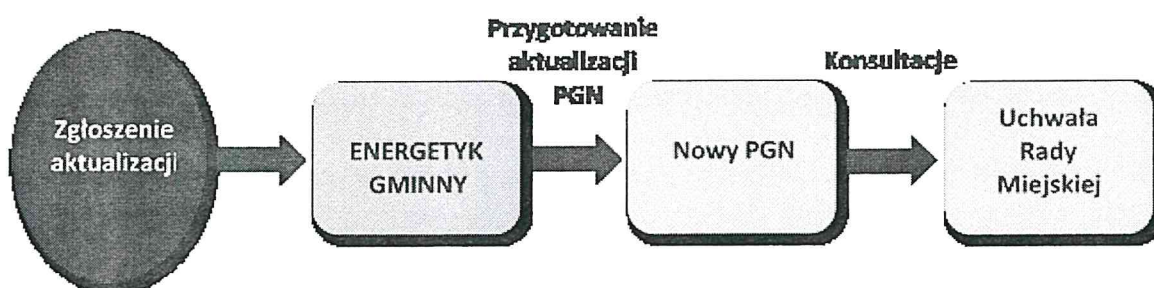 Zgłoszenie
aktualizacji
ENERGETYK
GMINNY
Przygotowanie
aktualizacji
PGN
Nowy PGN
Konsultacje
Uchwała
Rady
Miejskiej